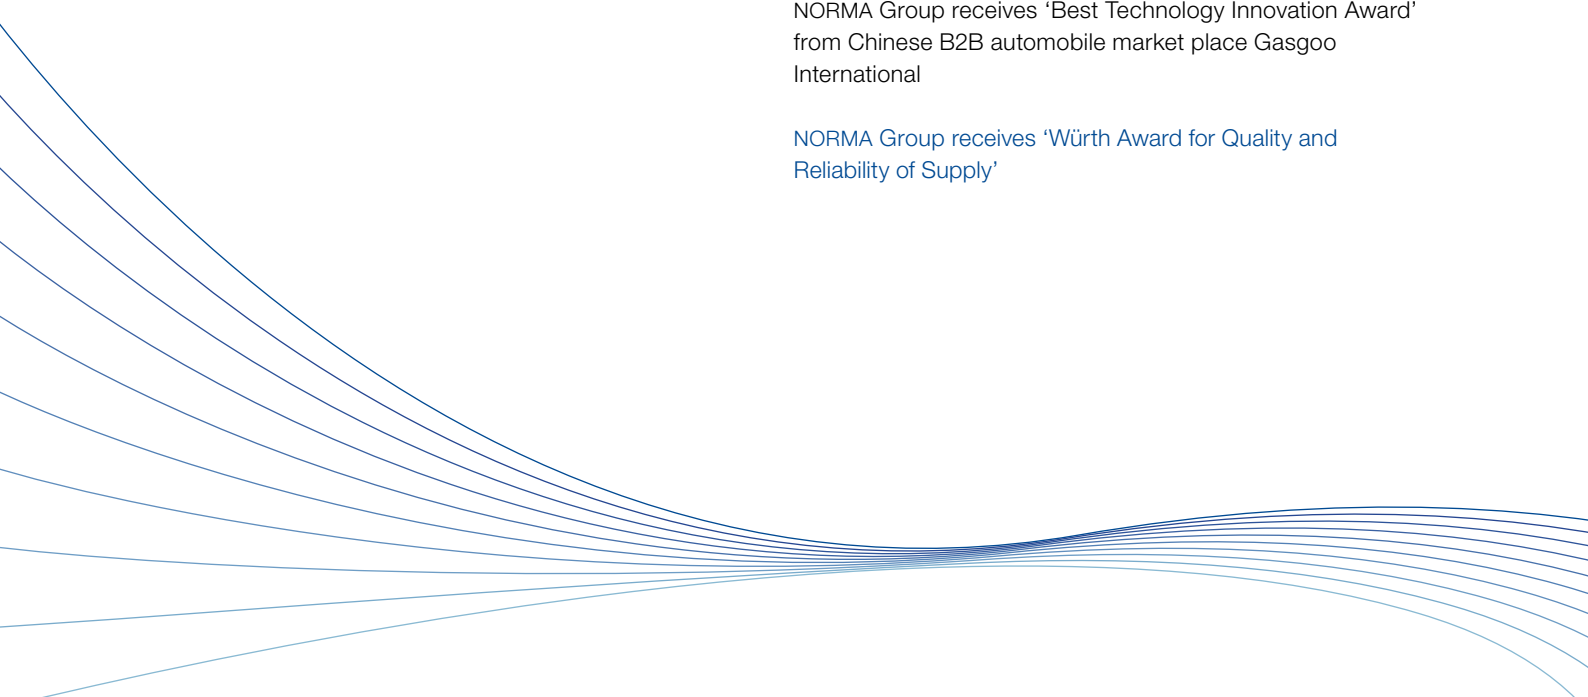 NORMA Group receives ‘Best Technology Innovation Award’
from Chinese B2B automobile market place Gasgoo
International
NORMA Group receives ‘Würth Award for Quality and
Reliability of Supply’